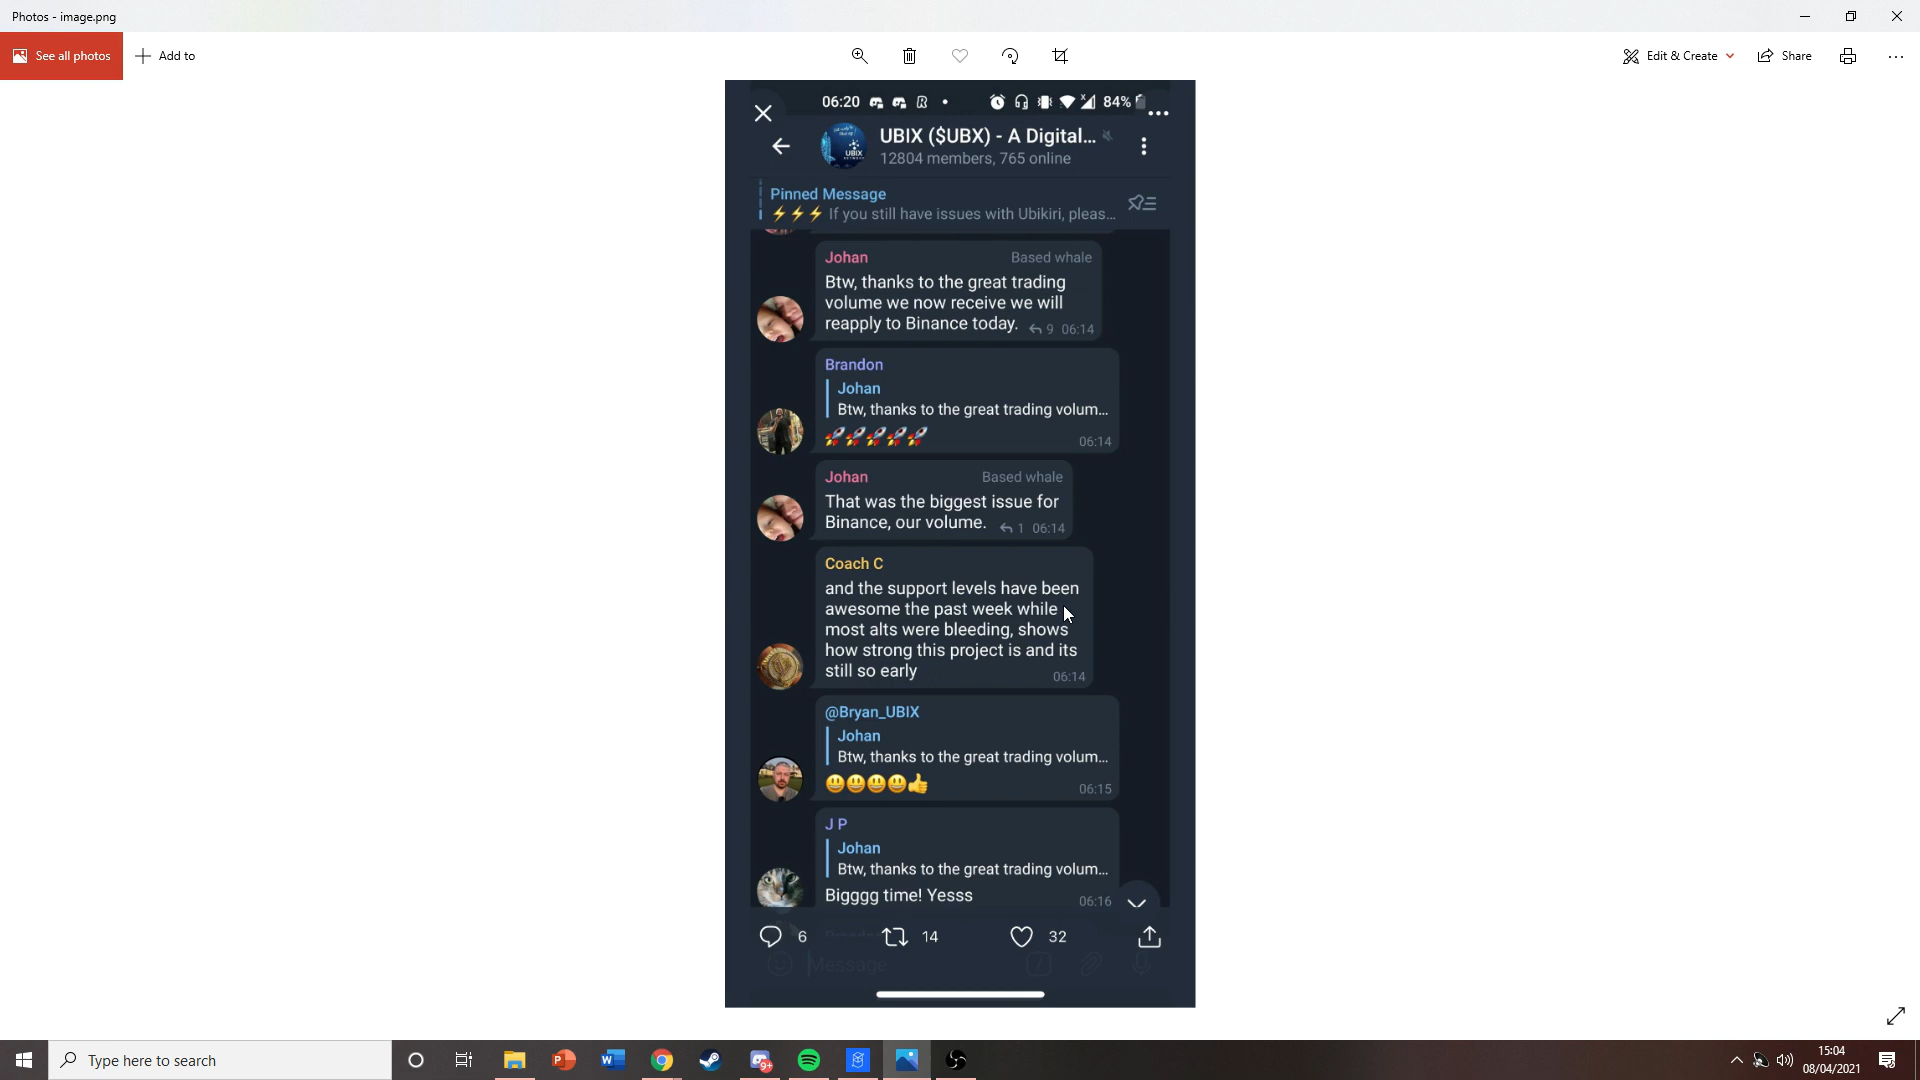 Photos - image.png
See all photos
Add to
Edit & Create
Share
06:20
84%
UBIX ($UBX) - A Digital...
12804 members, 765 online
Pinned Message
⚡⚡⚡ If you still have issues with Ubikiri, pleas...
Johan Based whale
Btw, thanks to the great trading
volume we now receive we will
reapply to Binance today. 9 06:14
Brandon
Johan
Btw, thanks to the great trading volum...
🚀🚀🚀🚀🚀 06:14
Johan Based whale
That was the biggest issue for
Binance, our volume. 1 06:14
Coach C
and the support levels have been
awesome the past week while
most alts were bleeding, shows
how strong this project is and its
still so early
06:14
@Bryan_UBIX
Johan
Btw, thanks to the great trading volum...
😃😃😃😃👍 06:15
J P
Johan
Btw, thanks to the great trading volum...
Bigggg time! Yesss 06:16
6 14 32
Message
Type here to search
15:04
08/04/2021